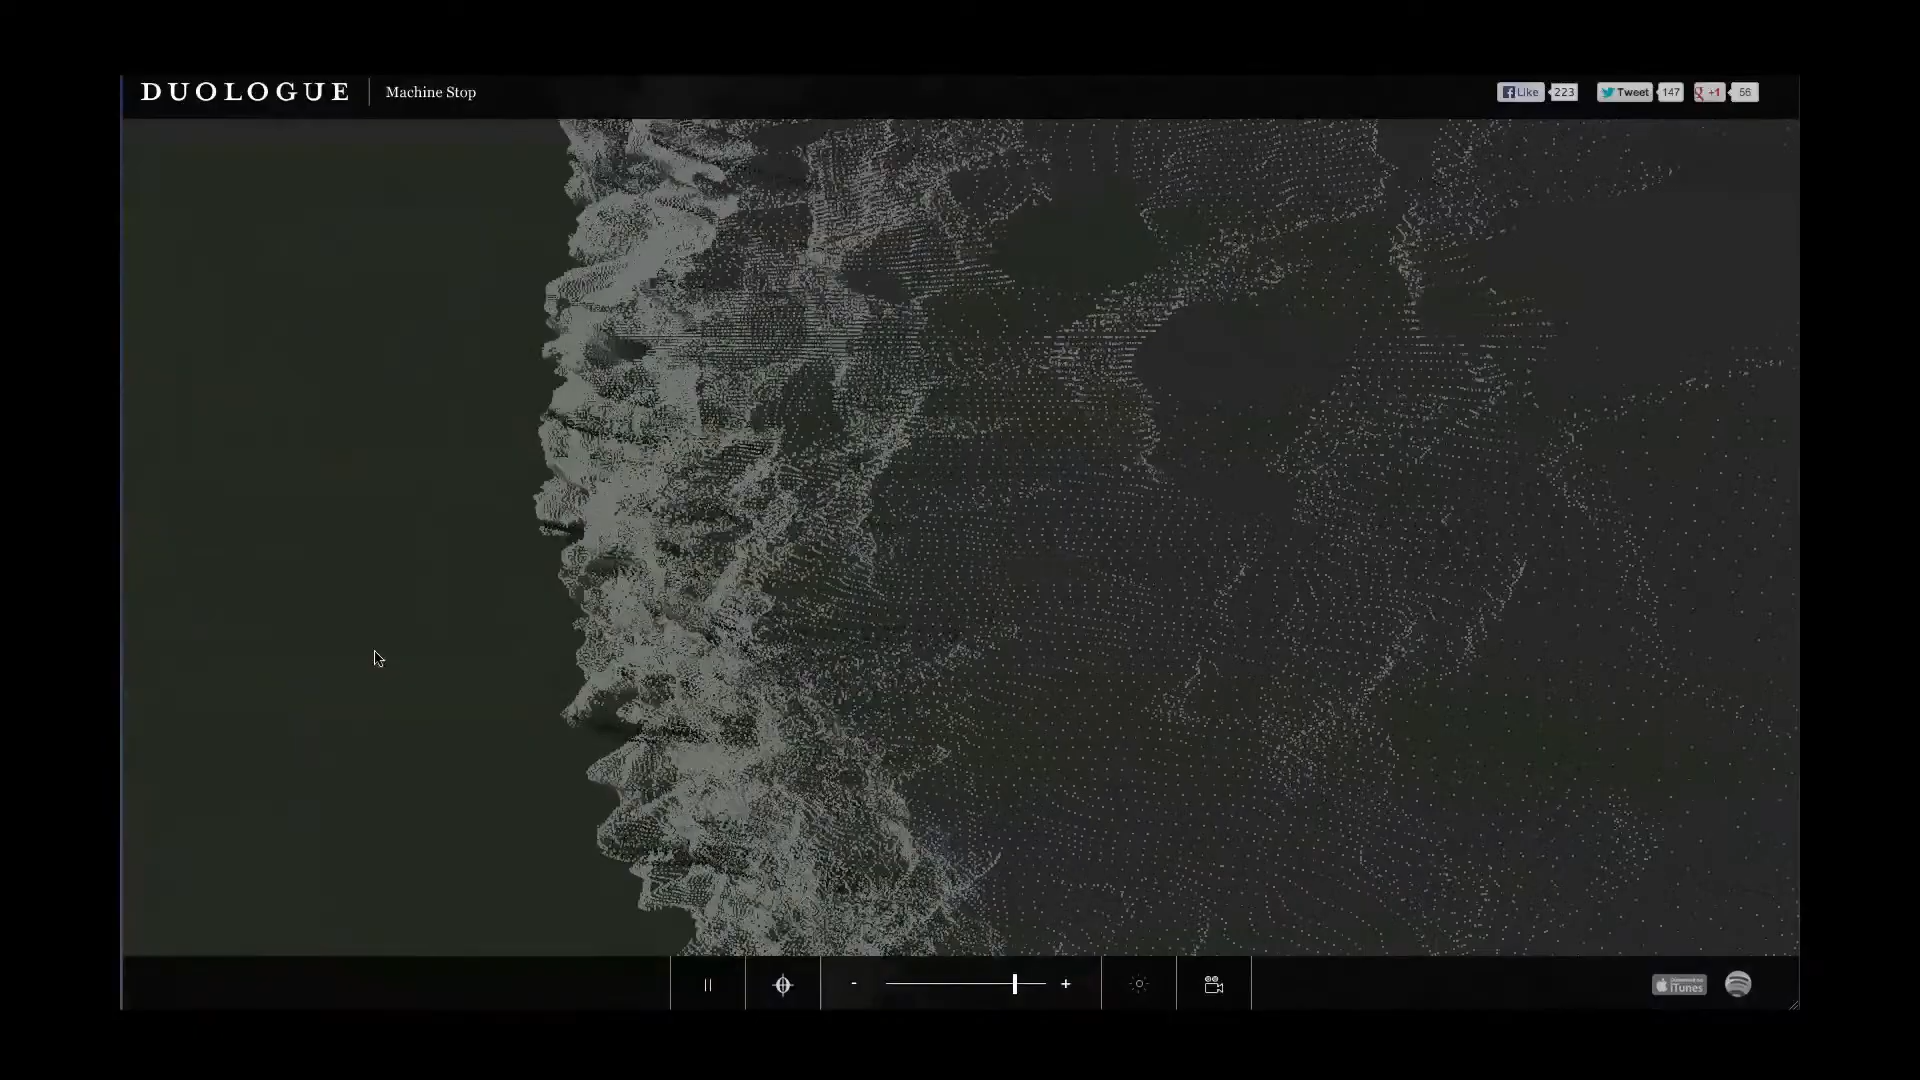 DUOLOGUE
Machine Stop
Like 223
Tweet 147
g +1 56
- +
iTunes